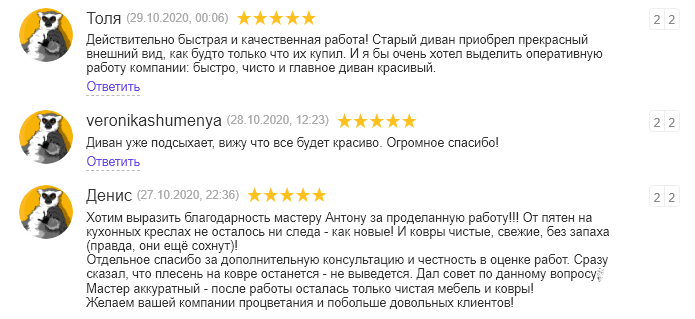 Толя (29.10.2020, 00:06) 2 2
Действительно быстрая и качественная работа! Старый диван приобрел прекрасный
внешний вид, как будто только что их купил. И я бы очень хотел выделить оперативную
работу компании: быстро, чисто и главное диван красивый.
Ответить
veronikashumenya (28.10.2020, 12:23) 2 2
Диван уже подсыхает, вижу что все будет красиво. Огромное спасибо!
Ответить
Денис (27.10.2020, 22:36) 2 2
Хотим выразить благодарность мастеру Антону за проделанную работу!!! От пятен на
кухонных креслах не осталось ни следа - как новые! И ковры чистые, свежие, без запаха
(правда, они ещё сохнут)!
Отдельное спасибо за дополнительную консультацию и честность в оценке работ. Сразу
сказал, что плесень на ковре останется - не выведется. Дал совет по данному вопросу
Мастер аккуратный - после работы осталась только чистая мебель и ковры!
Желаем вашей компании процветания и побольше довольных клиентов!